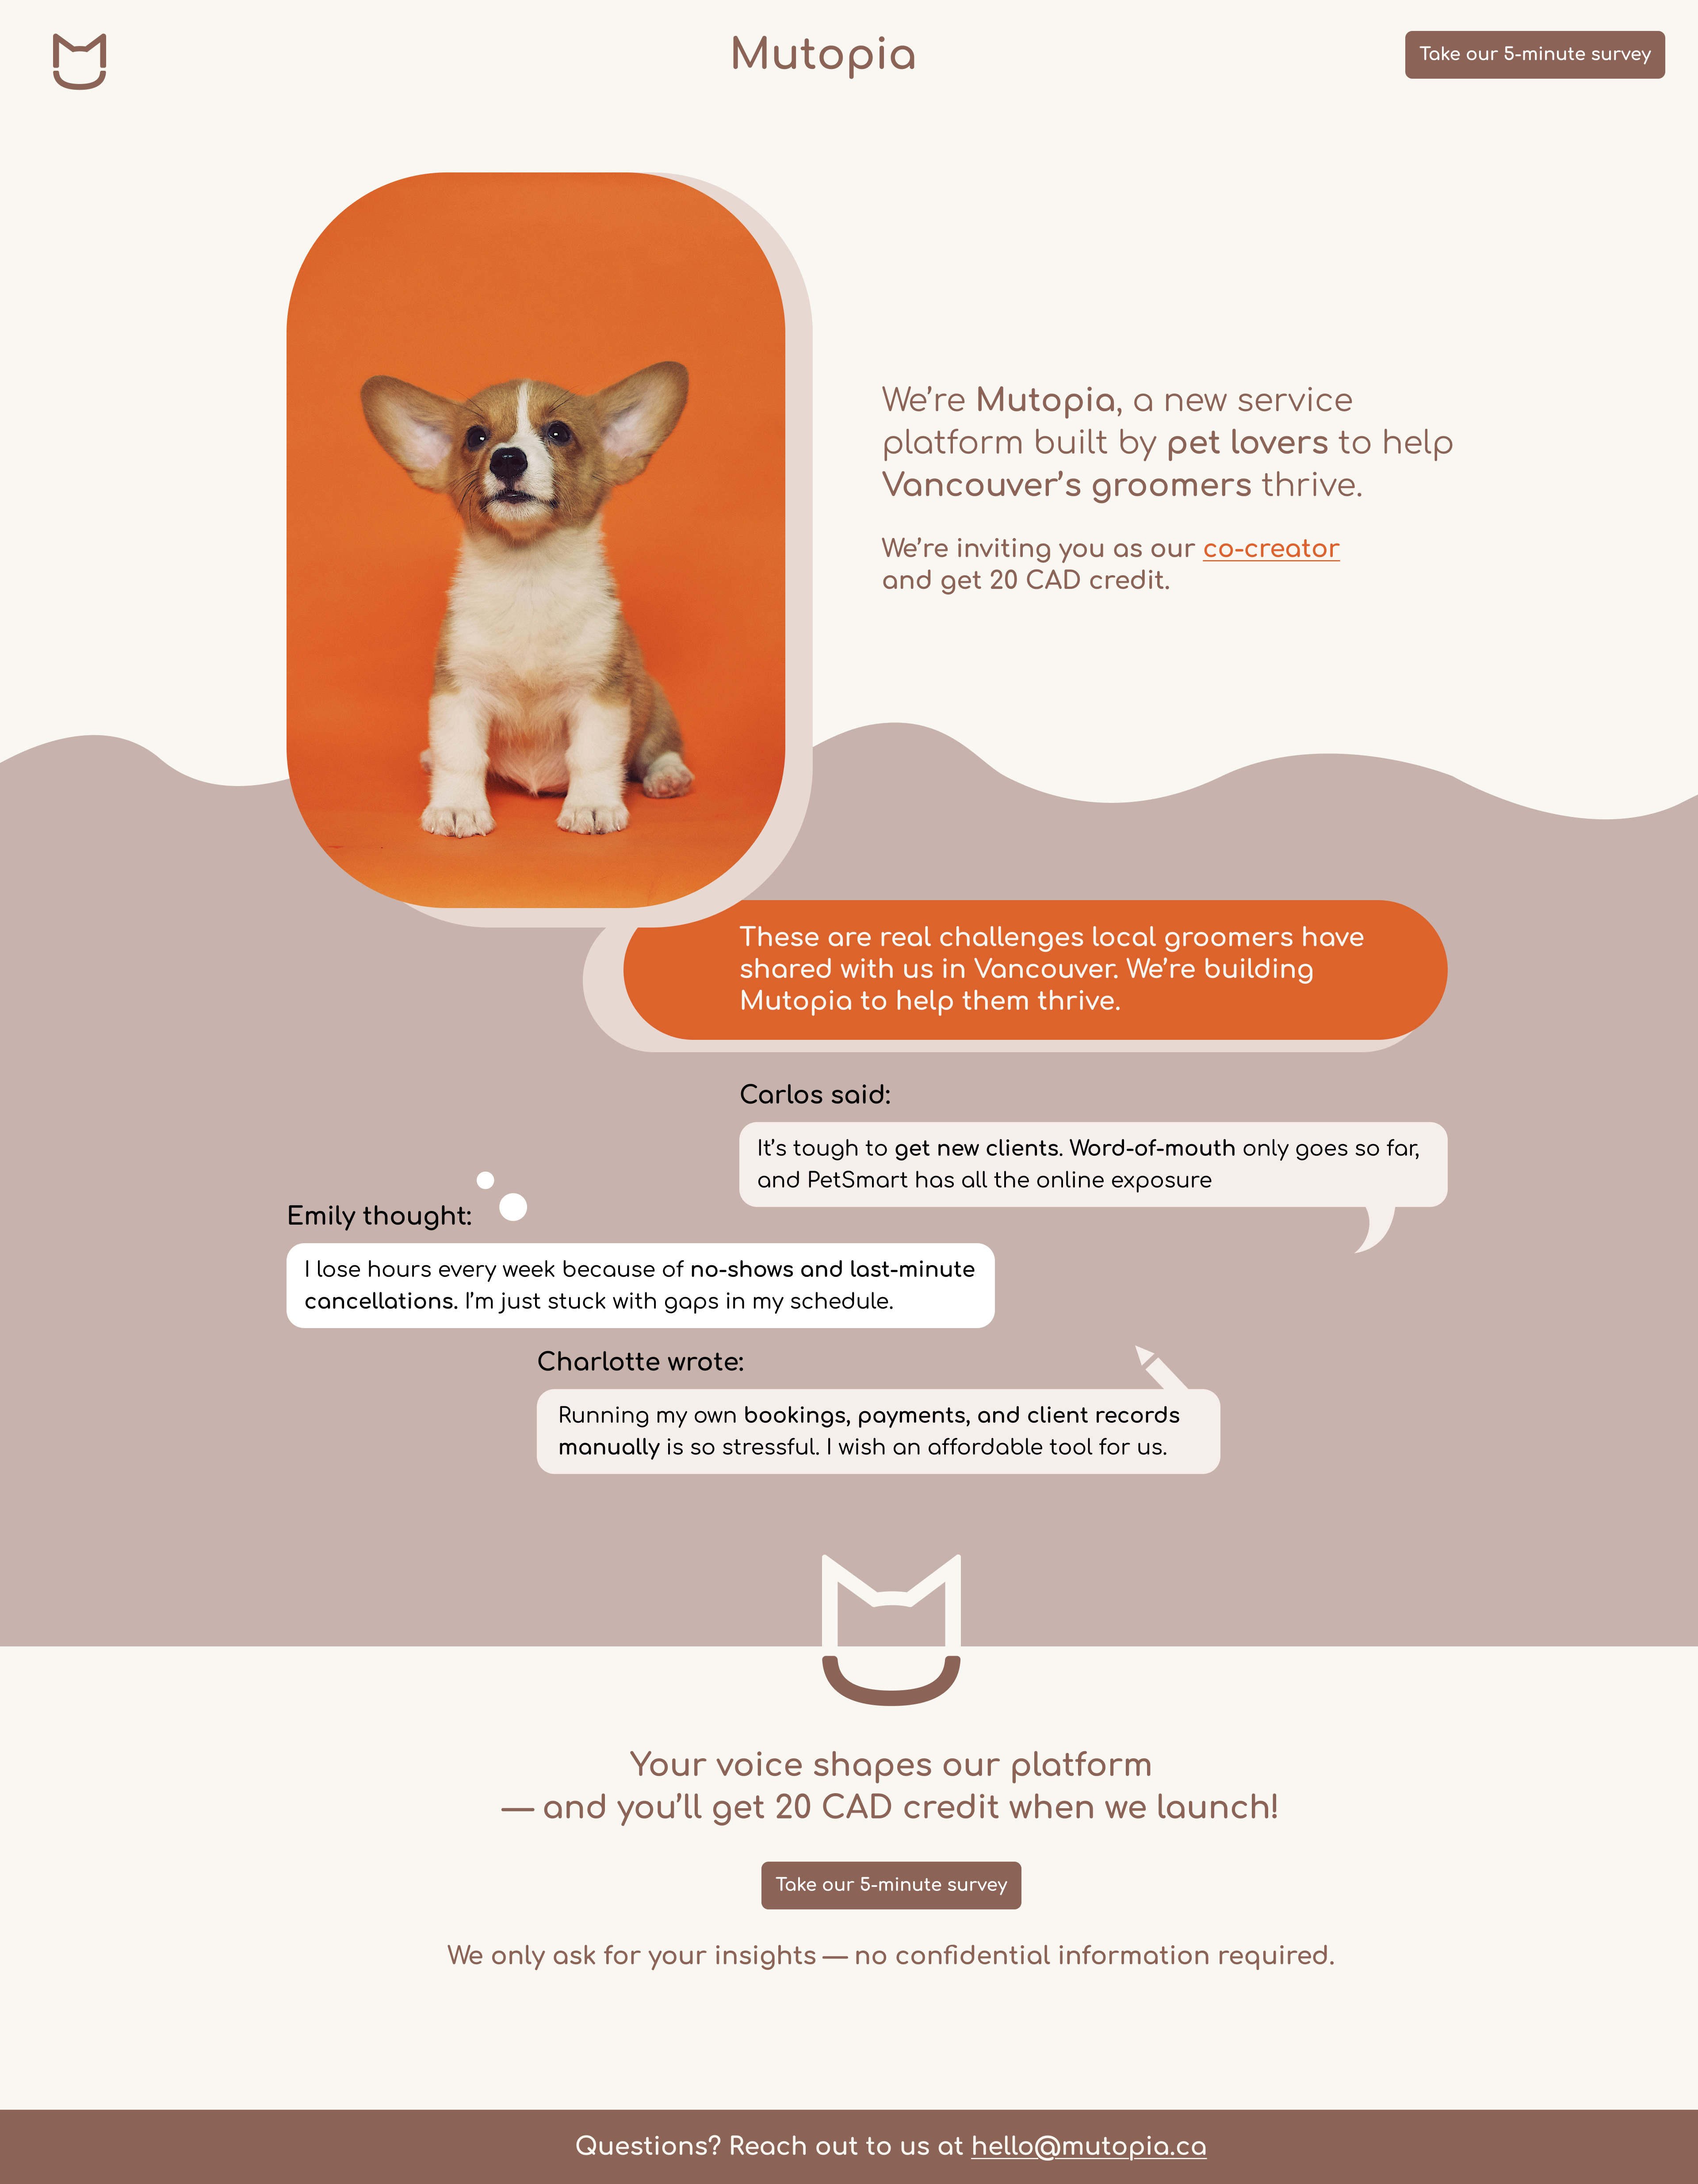 Mutopia
Take our 5-minute survey
We’re Mutopia, a new service
platform built by pet lovers to help
Vancouver’s groomers thrive.
We’re inviting you as our co-creator
and get 20 CAD credit.
These are real challenges local groomers have
shared with us in Vancouver. We’re building
Mutopia to help them thrive.
Carlos said:
It’s tough to get new clients. Word-of-mouth only goes so far,
and PetSmart has all the online exposure
Emily thought:
I lose hours every week because of no-shows and last-minute
cancellations. I’m just stuck with gaps in my schedule.
Charlotte wrote:
Running my own bookings, payments, and client records
manually is so stressful. I wish an affordable tool for us.
Your voice shapes our platform
— and you’ll get 20 CAD credit when we launch!
Take our 5-minute survey
We only ask for your insights — no confidential information required.
Questions? Reach out to us at hello@mutopia.ca